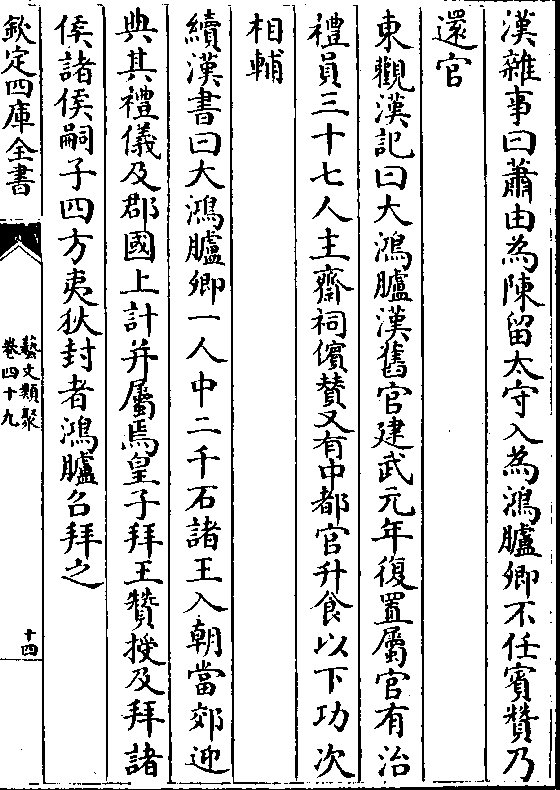 漢雜事曰蕭由為陳留太守入為鴻臚卿不任賓贊乃
還官
東觀漢記曰大鴻臚漢舊官建武元年復置屬官有治
禮員三十七人主齋祠儐贊又有中都官升食以下功次
相輔
續漢書曰大鴻臚卿一人中二千石諸王入朝當郊迎
典其禮儀及郡國上計并屬焉皇子拜王贊授及拜諸
侯諸侯嗣子四方夷狄封者鴻臚召拜之
欽定四庫全書
藝文類聚
卷四十九
十四